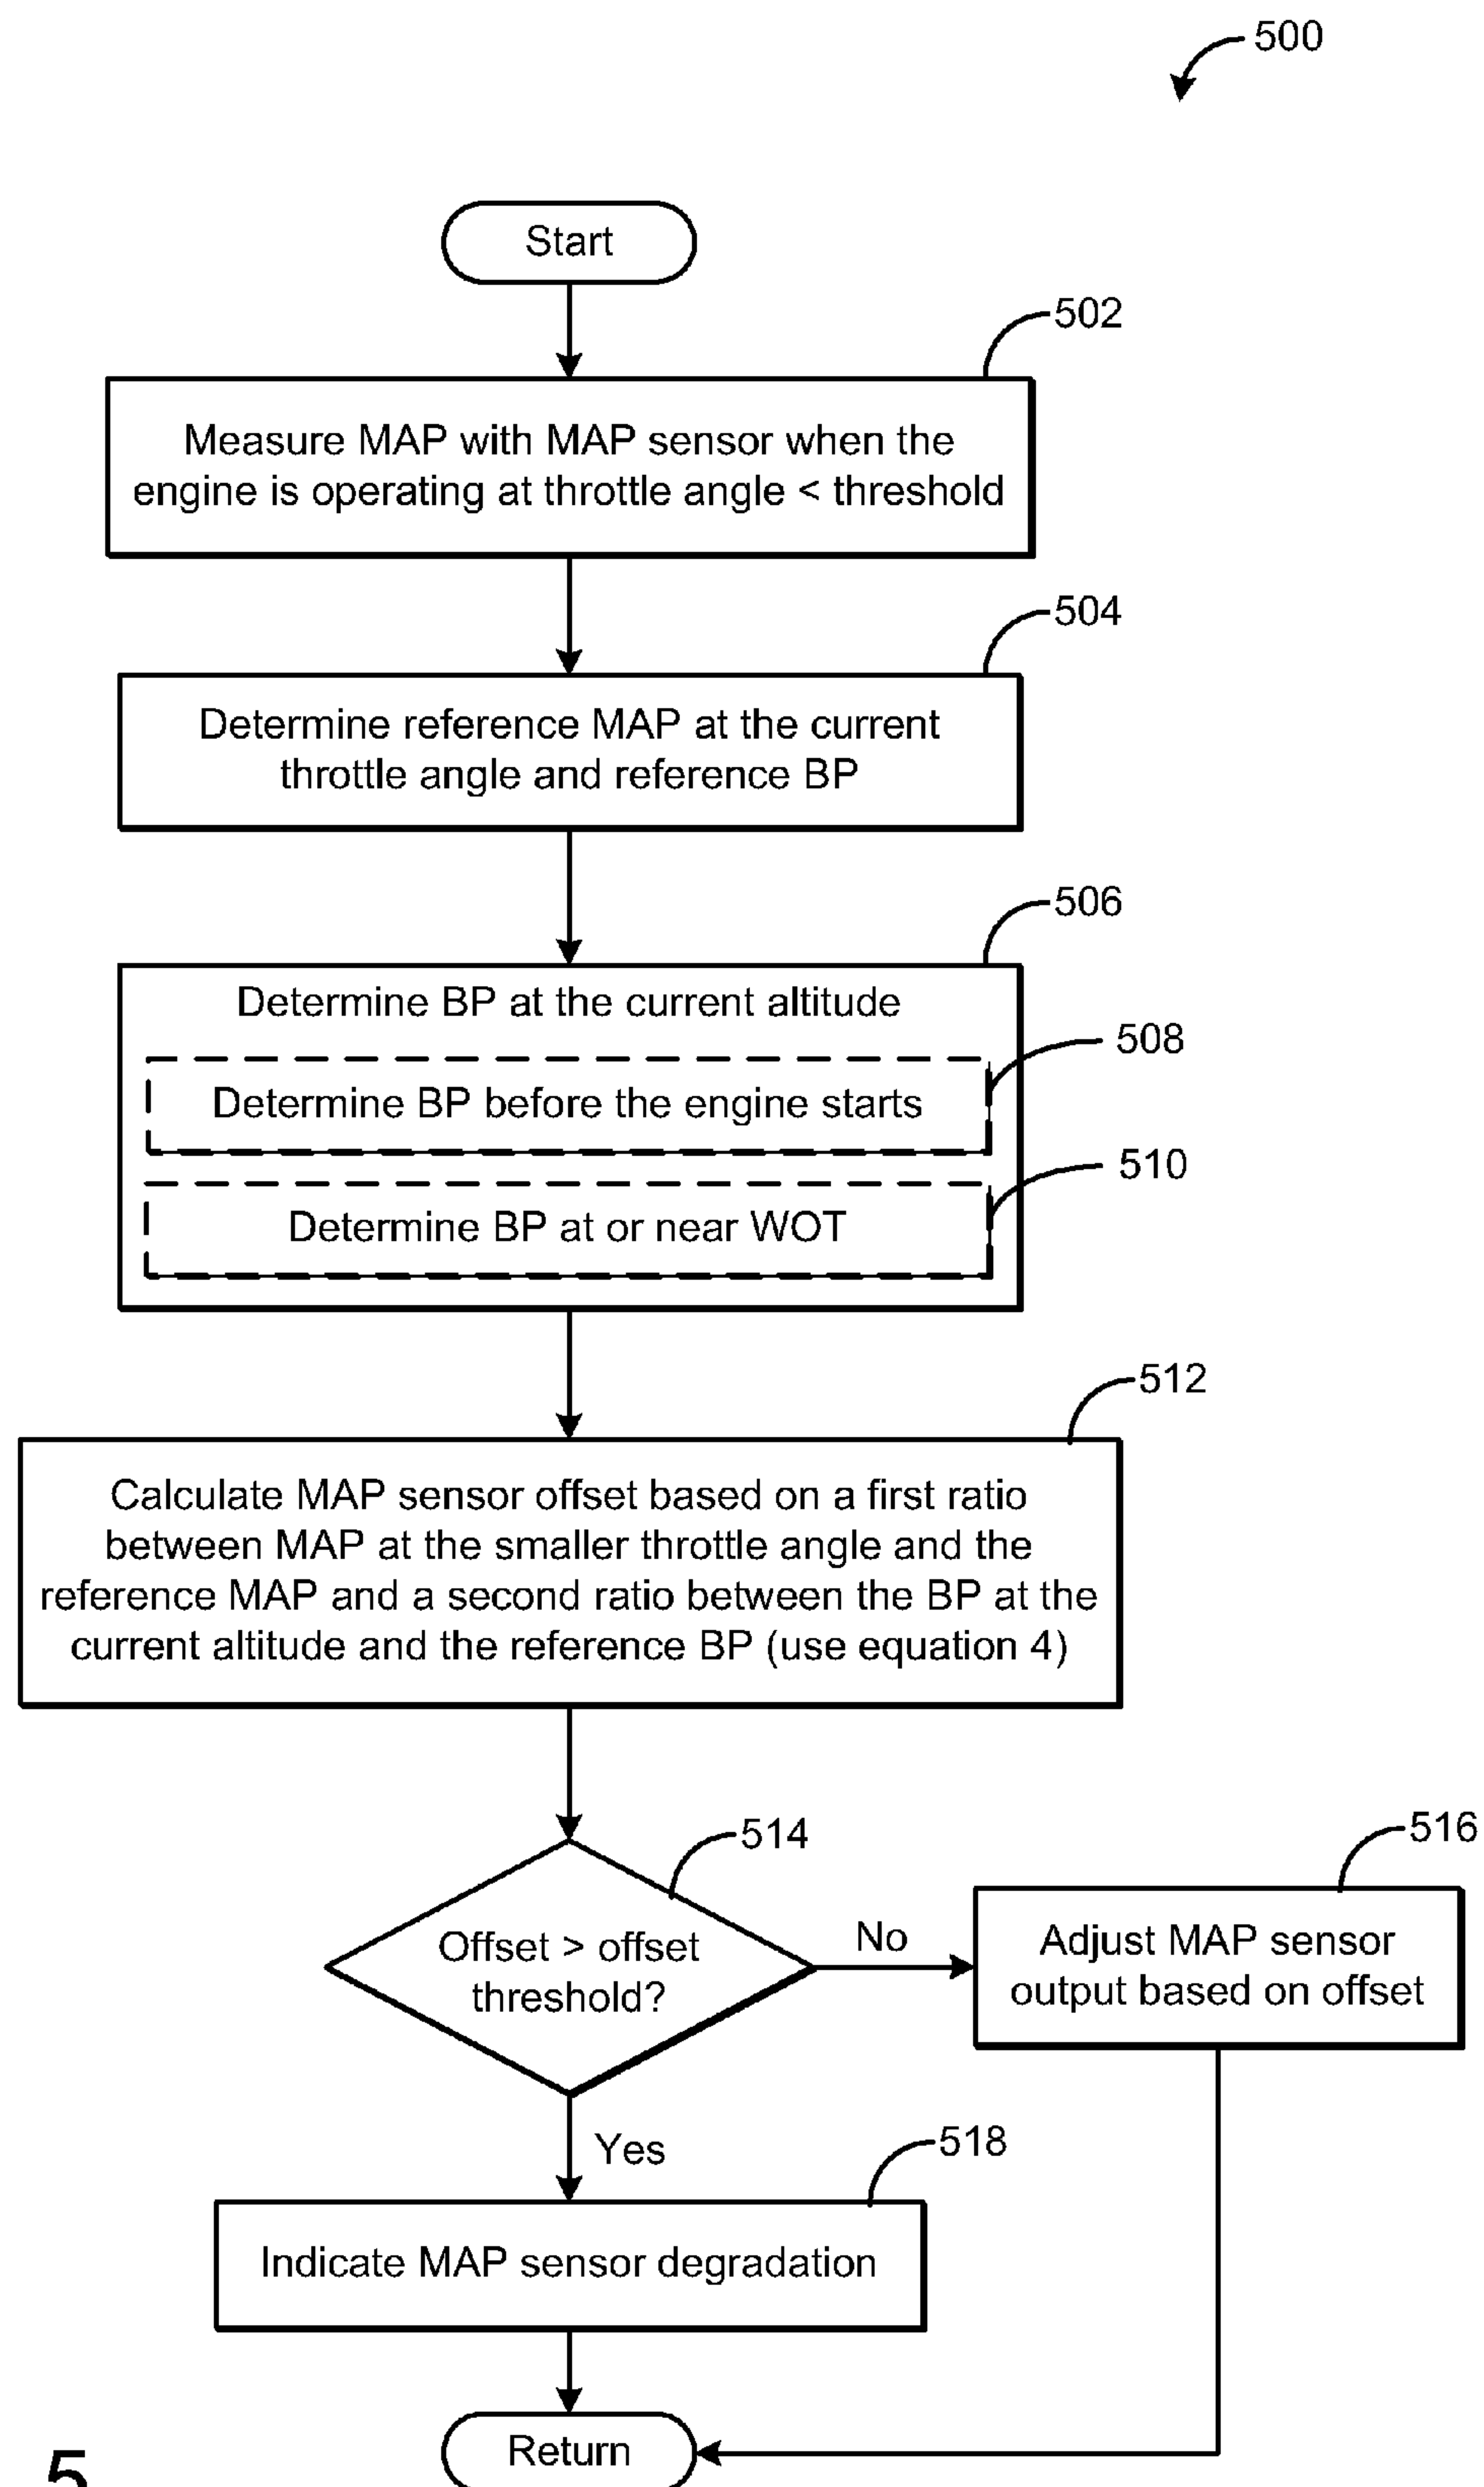 500
Start
502
Measure MAP with MAP sensor when the
engine is operating at throttle angle < threshold
504
Determine reference MAP at the current
throttle angle and reference BP
506
Determine BP at the current altitude
508
Determine BP before the engine starts
510
Determine BP at or near WOT
512
Calculate MAP sensor offset based on a first ratio
between MAP at the smaller throttle angle and the
reference MAP and a second ratio between the BP at the
current altitude and the reference BP (use equation 4)
514
Offset > offset
threshold?
No
516
Adjust MAP sensor
output based on offset
Yes
518
Indicate MAP sensor degradation
Return
5